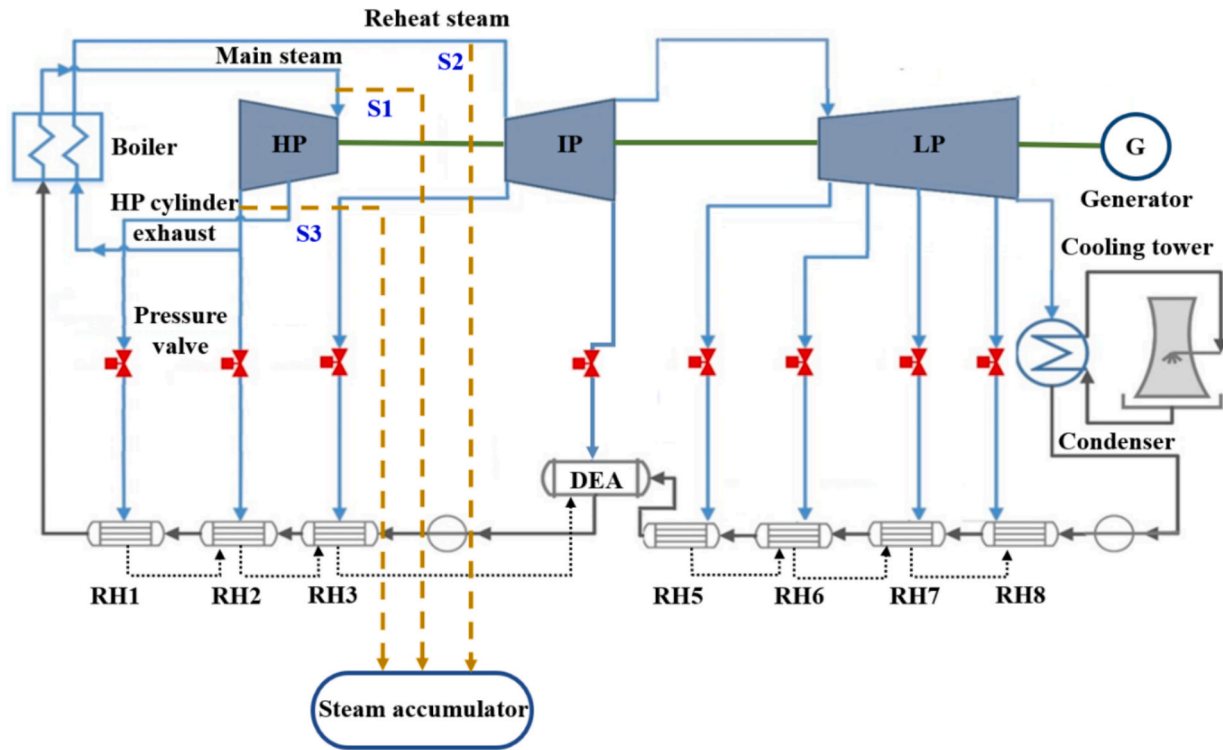 Reheat steam
Main steam
S2
S1
Boiler
HP
IP
LP
G
Generator
HP cylinder
exhaust
S3
Cooling tower
Pressure
valve
Condenser
DEA
RH1
RH2
RH3
RH5
RH6
RH7
RH8
Steam accumulator